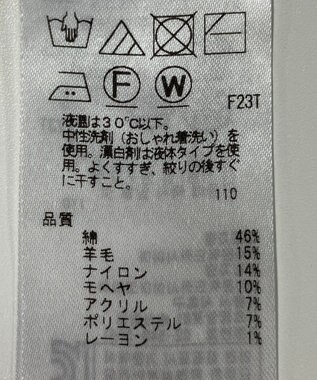 F W
F23T
液温は30℃以下。
中性洗剤（おしゃれ着洗い）を
使用。漂白剤は液体タイプを使
用。よくすすぎ、絞りの後すぐ
に干すこと。
110
品質
綿 46%
羊毛 15%
ナイロン 14%
モヘヤ 10%
アクリル 7%
ポリエステル 7%
レーヨン 1%